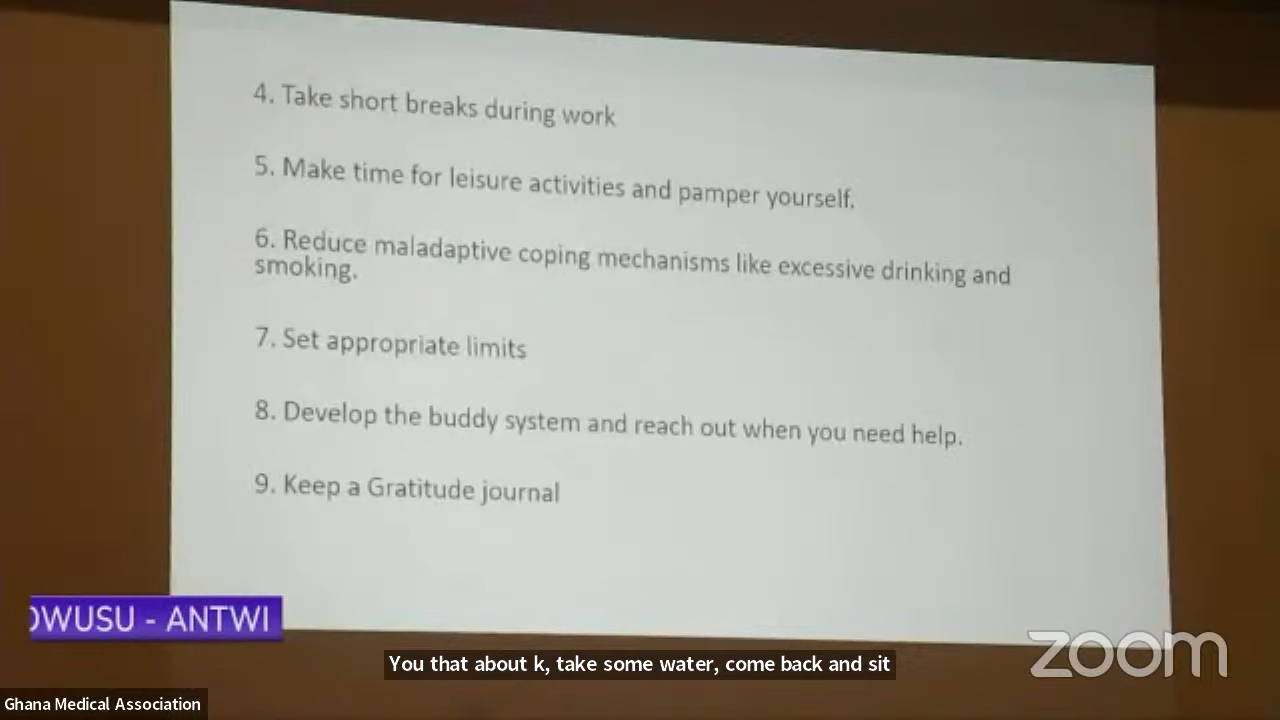 4. Take short breaks during work
5. Make time for leisure activities and pamper yourself.
6. Reduce maladaptive coping mechanisms like excessive drinking and
smoking.
7. Set appropriate limits
8. Develop the buddy system and reach out when you need help.
9. Keep a Gratitude journal
OWUSU - ANTWI
zoom
You that about k, take some water, come back and sit
Ghana Medical Association